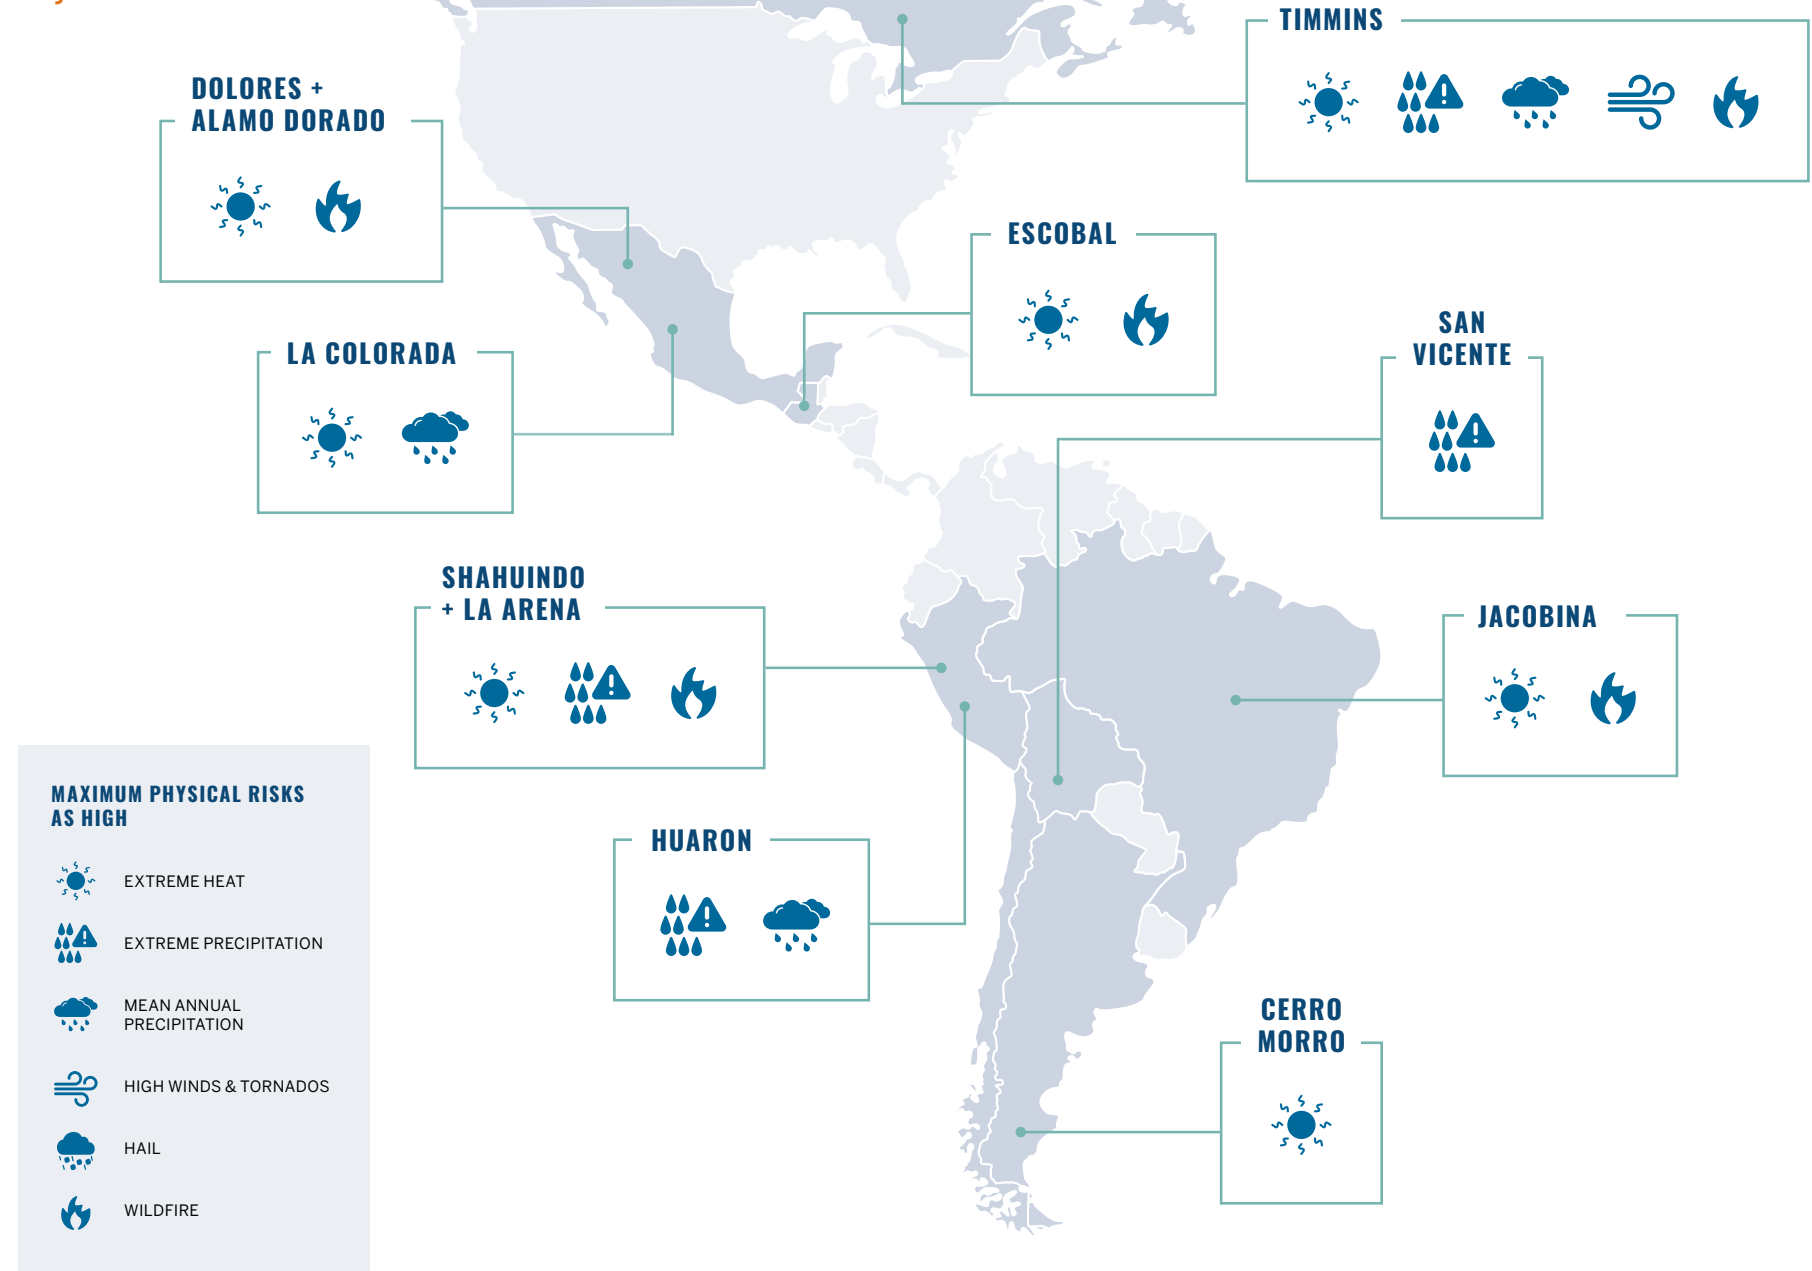 TIMMINS
DOLORES +
ALAMO DORADO
ESCOBAL
SAN
VICENTE
LA COLORADA
SHAHUINDO
+ LA ARENA
JACOBINA
HUARON
CERRO
MORRO
MAXIMUM PHYSICAL RISKS
AS HIGH
EXTREME HEAT
EXTREME PRECIPITATION
MEAN ANNUAL
PRECIPITATION
HIGH WINDS & TORNADOS
HAIL
WILDFIRE